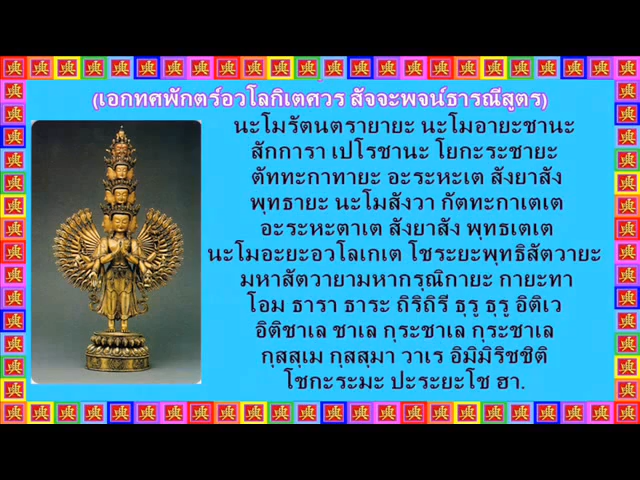 (เอกทศพักตร์อวโลกิเตศวร สัจจะพจน์ธารณีสูตร)
นะโมรัตนตรายายะ นะโมอายะชานะ
สักการา เปโรชานะ โยกะระชายะ
ตัททะกาทายะ อะระหะเต สังยาสัง
พุทธายะ นะโมสังวา กัตทะกาเตเต
อะระหะตาเต สังยาสัง พุทธเตเต
นะโมอะยะอวโลเกเต โชระยะพุทธิสัตวายะ
มหาสัตวายามหากรุณิกายะ กายะทา
โอม ธารา ธาระ ถิริถิรี ธุรุ ธุรู อิติเว
อิติชาเล ชาเล กุระชาเล กุระชาเล
กุสสุเม กุสสุมา วาเร อิมิมิริชชิติ
โชกะระมะ ปะระยะโช ฮา.